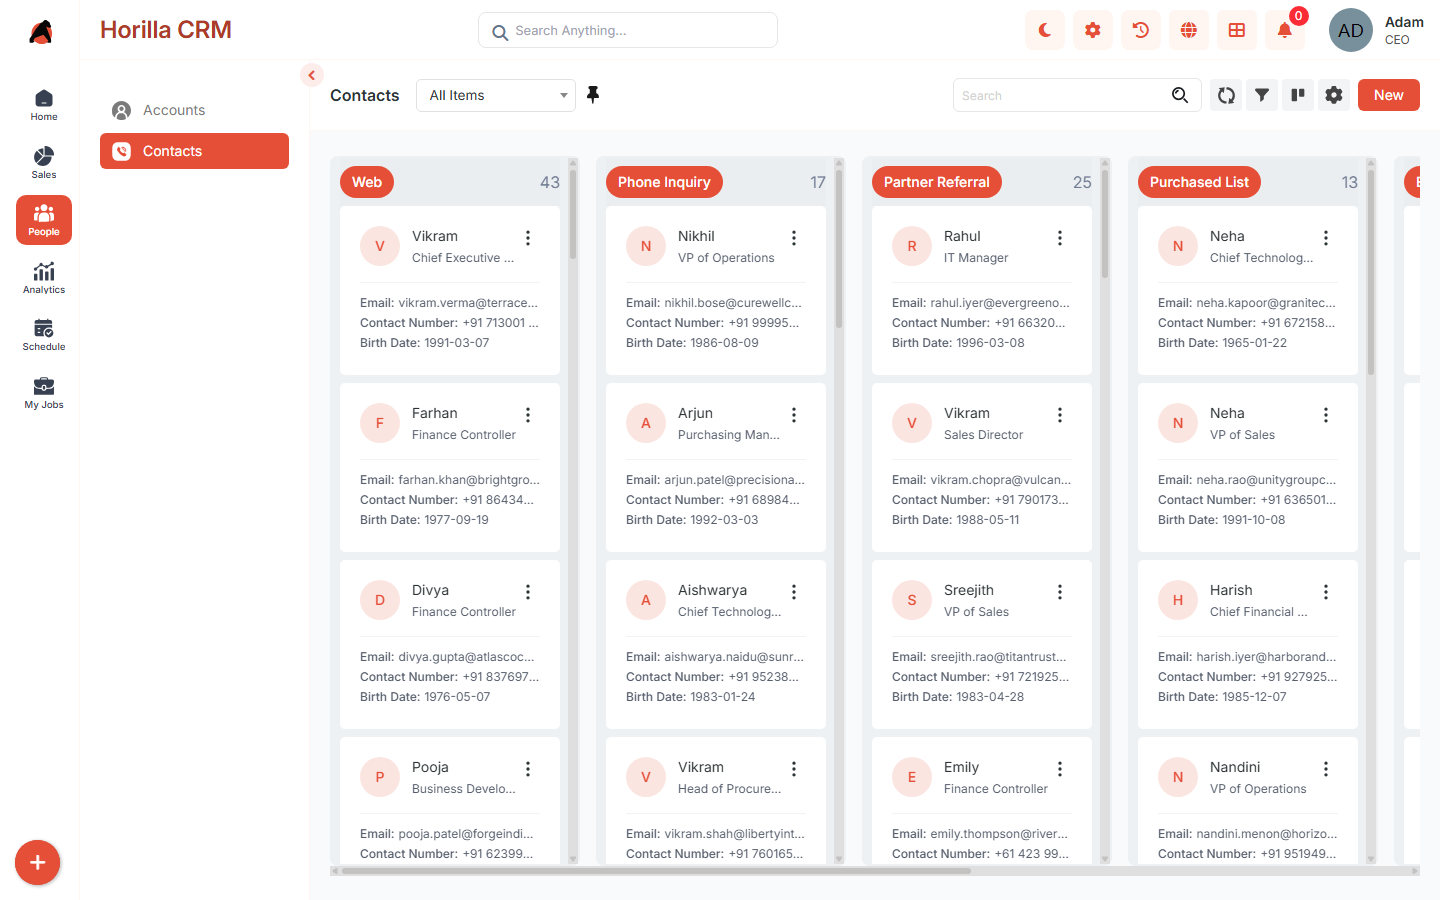 Horilla CRM
Search Anything...
0
AD
Adam
CEO
Home
Sales
People
Analytics
Schedule
My Jobs
Accounts
Contacts
Contacts
All Items
Search
New
Web
43
Vikram
V
Chief Executive ...
Email: vikram.verma@terrace...
Contact Number: +91 713001 ...
Birth Date: 1991-03-07
Farhan
F
Finance Controller
Email: farhan.khan@brightgro...
Contact Number: +91 86434...
Birth Date: 1977-09-19
Divya
D
Finance Controller
Email: divya.gupta@atlascoc...
Contact Number: +91 837697...
Birth Date: 1976-05-07
Pooja
P
Business Develo...
Email: pooja.patel@forgeindi...
Contact Number: +91 62399...
Phone Inquiry
17
Nikhil
N
VP of Operations
Email: nikhil.bose@curewellc...
Contact Number: +91 99995...
Birth Date: 1986-08-09
Arjun
A
Purchasing Man...
Email: arjun.patel@precisiona...
Contact Number: +91 68984...
Birth Date: 1992-03-03
Aishwarya
A
Chief Technolog...
Email: aishwarya.naidu@sunr...
Contact Number: +91 95238...
Birth Date: 1983-01-24
Vikram
V
Head of Procure...
Email: vikram.shah@libertyint...
Contact Number: +91 760165...
Partner Referral
25
Rahul
R
IT Manager
Email: rahul.iyer@evergreeno...
Contact Number: +91 66320...
Birth Date: 1996-03-08
Vikram
V
Sales Director
Email: vikram.chopra@vulcan...
Contact Number: +91 790173...
Birth Date: 1988-05-11
Sreejith
S
VP of Sales
Email: sreejith.rao@titantrust...
Contact Number: +91 721925...
Birth Date: 1983-04-28
Emily
E
Finance Controller
Email: emily.thompson@river...
Contact Number: +61 423 99...
Purchased List
13
Neha
N
Chief Technolog...
Email: neha.kapoor@granitec...
Contact Number: +91 672158...
Birth Date: 1965-01-22
Neha
N
VP of Sales
Email: neha.rao@unitygroupc...
Contact Number: +91 636501...
Birth Date: 1991-10-08
Harish
H
Chief Financial ...
Email: harish.iyer@harborand...
Contact Number: +91 927925...
Birth Date: 1985-12-07
Nandini
N
VP of Operations
Email: nandini.menon@horizo...
Contact Number: +91 951949...